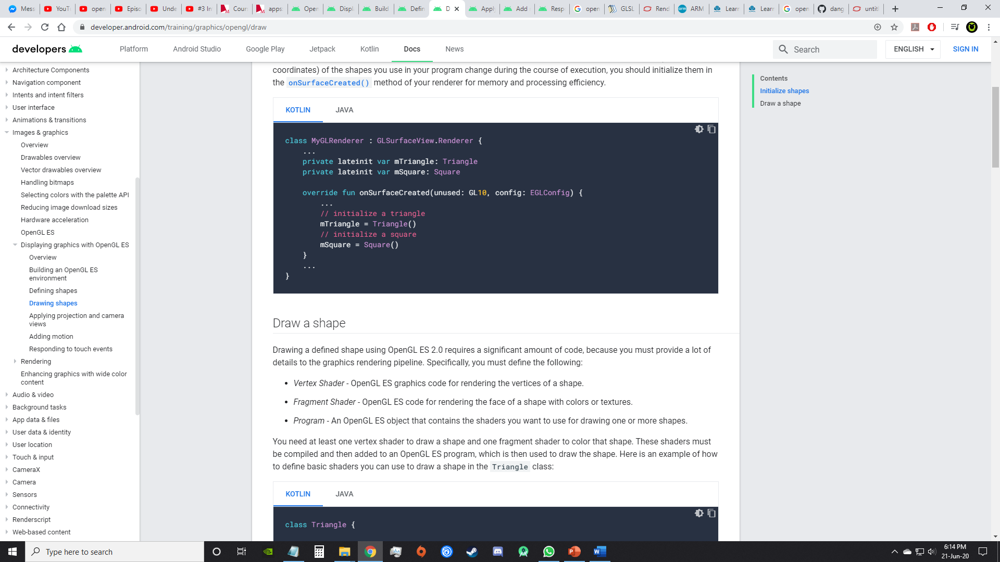 Mess
YouTu
open
Episo
Unde
#3 In
Cours
apps
Open
Displa
Build
Defin
D
Apply
Add
Respo
open
GLSL
Rend
ARM
Learn
Learn
open
dang
untitl
developer.android.com/training/graphics/opengl/draw
developers
Platform
Android Studio
Google Play
Jetpack
Kotlin
Docs
News
Search
ENGLISH
SIGN IN
Architecture Components
Navigation component
Intents and intent filters
User interface
Animations & transitions
Images & graphics
Overview
Drawables overview
Vector drawables overview
Handling bitmaps
Selecting colors with the palette API
Reducing image download sizes
Hardware acceleration
OpenGL ES
Displaying graphics with OpenGL ES
Overview
Building an OpenGL ES
environment
Defining shapes
Drawing shapes
Applying projection and camera
views
Adding motion
Responding to touch events
Rendering
Enhancing graphics with wide color
content
Audio & video
Background tasks
App data & files
User data & identity
User location
Touch & input
CameraX
Camera
Sensors
Connectivity
Renderscript
Web-based content
coordinates) of the shapes you use in your program change during the course of execution, you should initialize them in
the onSurfaceCreated() method of your renderer for memory and processing efficiency.
KOTLIN
JAVA
class MyGLRenderer : GLSurfaceView.Renderer {
...
private lateinit var mTriangle: Triangle
private lateinit var mSquare: Square
override fun onSurfaceCreated(unused: GL10, config: EGLConfig) {
...
// initialize a triangle
mTriangle = Triangle()
// initialize a square
mSquare = Square()
}
...
}
Draw a shape
Drawing a defined shape using OpenGL ES 2.0 requires a significant amount of code, because you must provide a lot of
details to the graphics rendering pipeline. Specifically, you must define the following:
• Vertex Shader - OpenGL ES graphics code for rendering the vertices of a shape.
• Fragment Shader - OpenGL ES code for rendering the face of a shape with colors or textures.
• Program - An OpenGL ES object that contains the shaders you want to use for drawing one or more shapes.
You need at least one vertex shader to draw a shape and one fragment shader to color that shape. These shaders must
be compiled and then added to an OpenGL ES program, which is then used to draw the shape. Here is an example of how
to define basic shaders you can use to draw a shape in the Triangle class:
KOTLIN
JAVA
class Triangle {
Contents
Initialize shapes
Draw a shape
Type here to search
6:14 PM
21-Jun-20